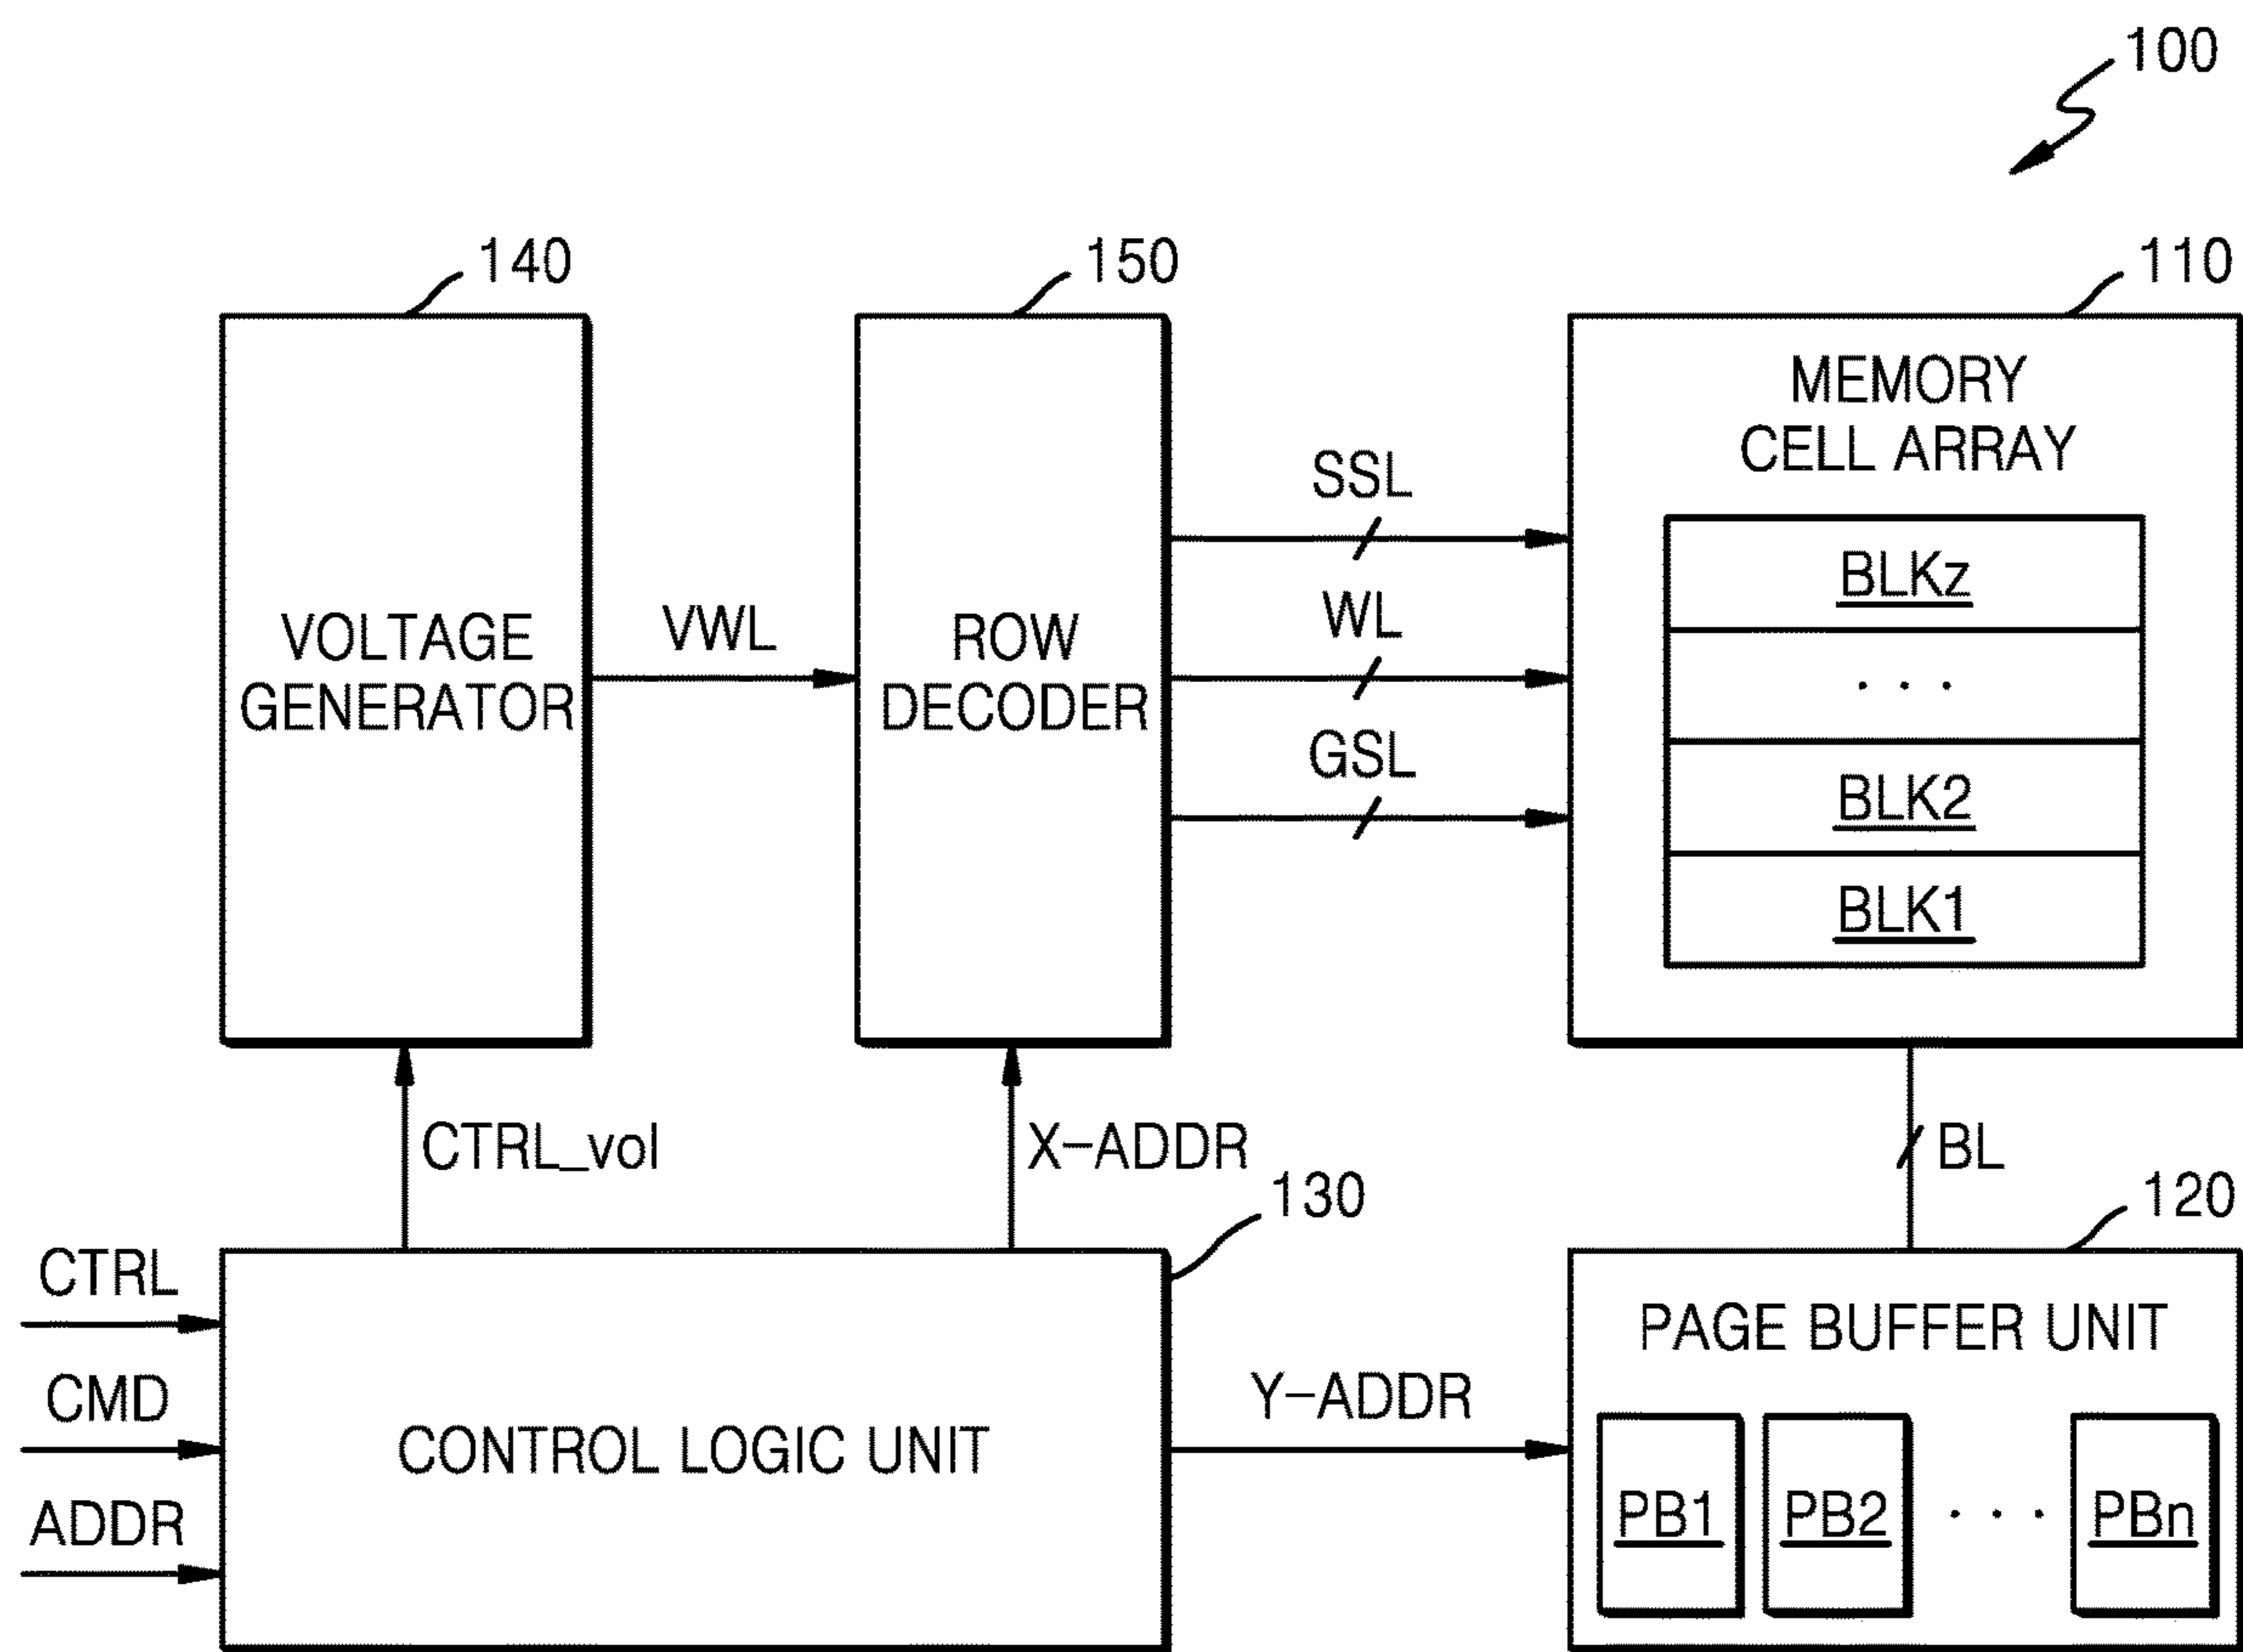 100
140
150
110
VOLTAGE
GENERATOR
VWL
ROW
DECODER
SSL
WL
GSL
MEMORY
CELL ARRAY
BLKz
. . .
BLK2
BLK1
CTRL_vol
X-ADDR
BL
130
120
CTRL
CMD
ADDR
CONTROL LOGIC UNIT
Y-ADDR
PAGE BUFFER UNIT
PB1 PB2 . . . PBn